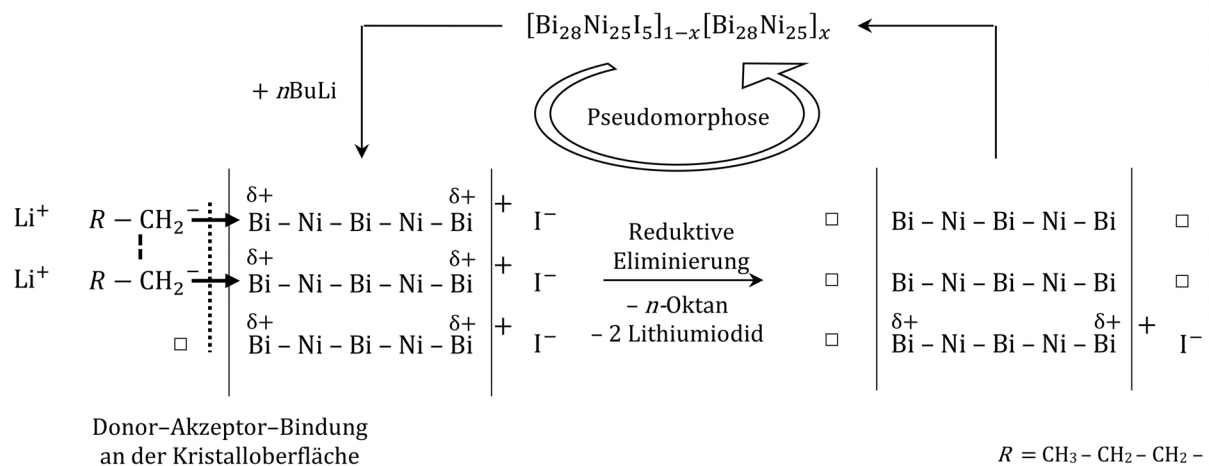 [Bi₂₈Ni₂₅I₅]₁₋ₓ[Bi₂₈Ni₂₅]ₓ
+ nBuLi
Pseudomorphose
δ+ δ+
Li⁺ R – CH₂⁻ Bi – Ni – Bi – Ni – Bi + I⁻ □ Bi – Ni – Bi – Ni – Bi □
Reduktive
δ+ δ+
Eliminierung
Li⁺ R – CH₂⁻ Bi – Ni – Bi – Ni – Bi + I⁻ □ Bi – Ni – Bi – Ni – Bi □
– n-Oktan
δ+ δ+ δ+ δ+
– 2 Lithiumiodid
□ Bi – Ni – Bi – Ni – Bi + I⁻ □ Bi – Ni – Bi – Ni – Bi + I⁻
Donor–Akzeptor–Bindung
an der Kristalloberfläche
R = CH₃ – CH₂ – CH₂ –